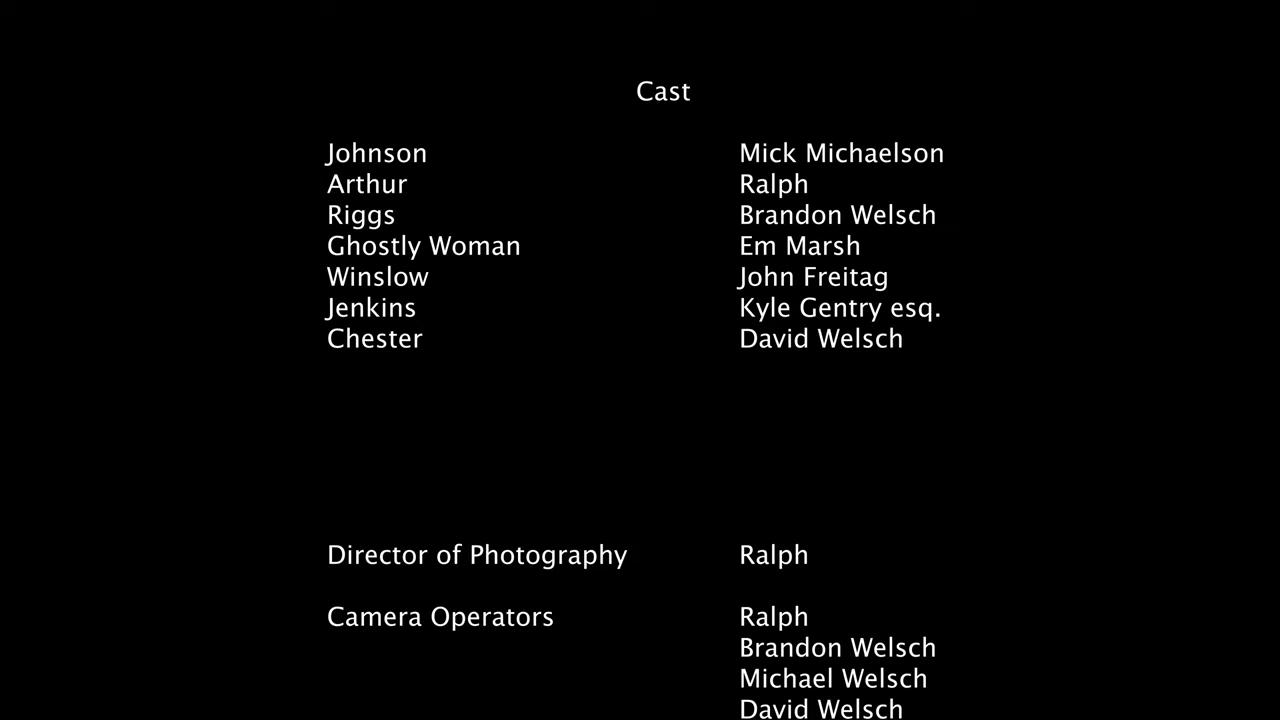 Cast
Johnson Mick Michaelson
Arthur Ralph
Riggs Brandon Welsch
Ghostly Woman Em Marsh
Winslow John Freitag
Jenkins Kyle Gentry esq.
Chester David Welsch
Director of Photography Ralph
Camera Operators Ralph
Brandon Welsch
Michael Welsch
David Welsch